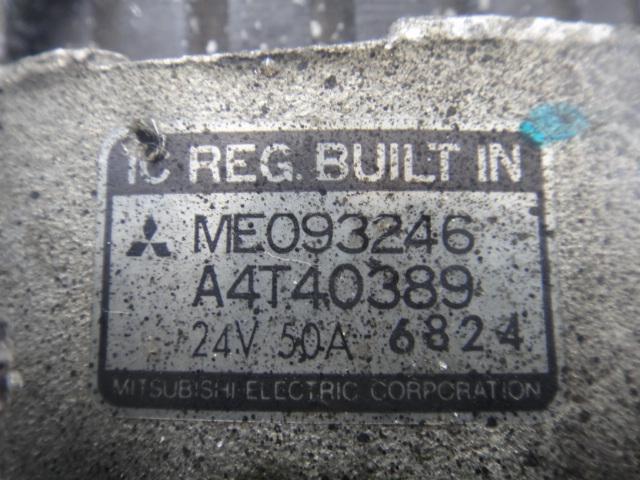 IC REG. BUILT IN
ME093246
A4T40389
24V 50A 6824
MITSUBISHI ELECTRIC CORPORATION